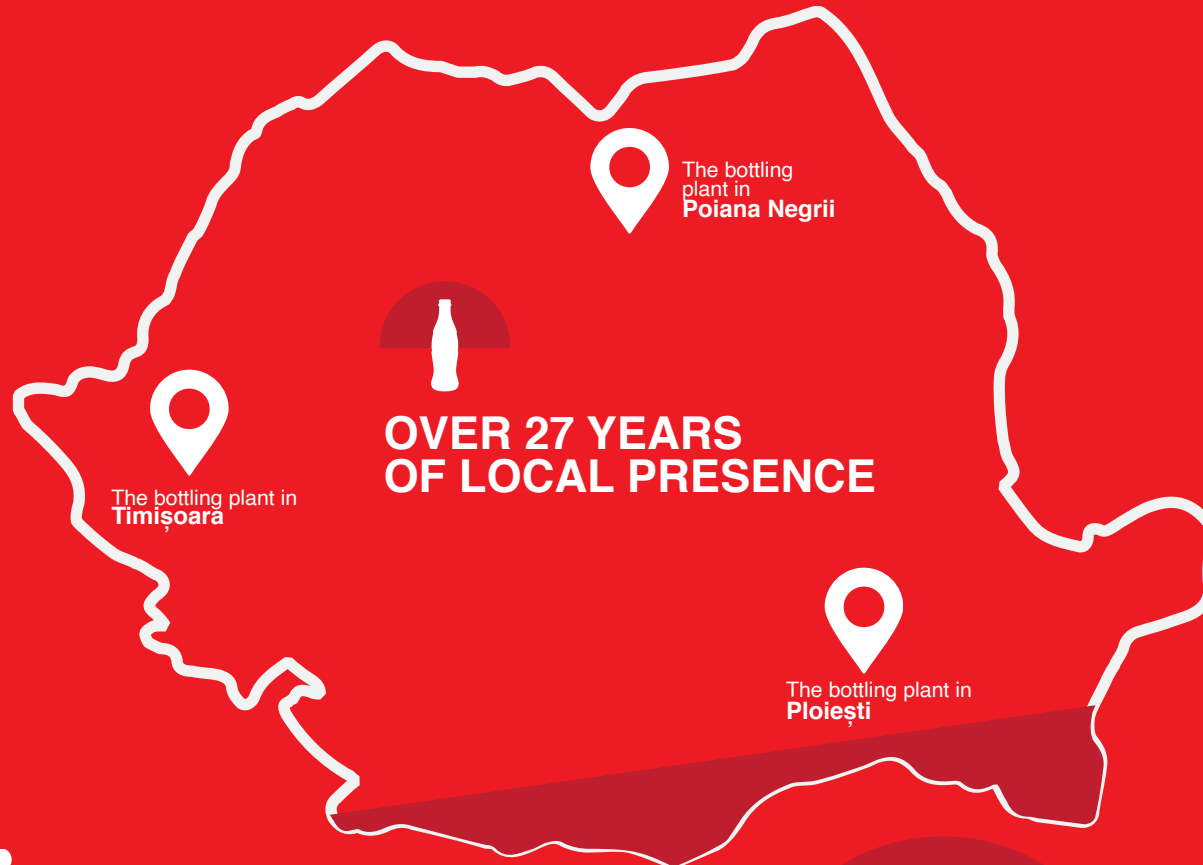 The bottling
plant in
Poiana Negrii
OVER 27 YEARS
OF LOCAL PRESENCE
The bottling plant in
Timișoara
The bottling plant in
Ploiești